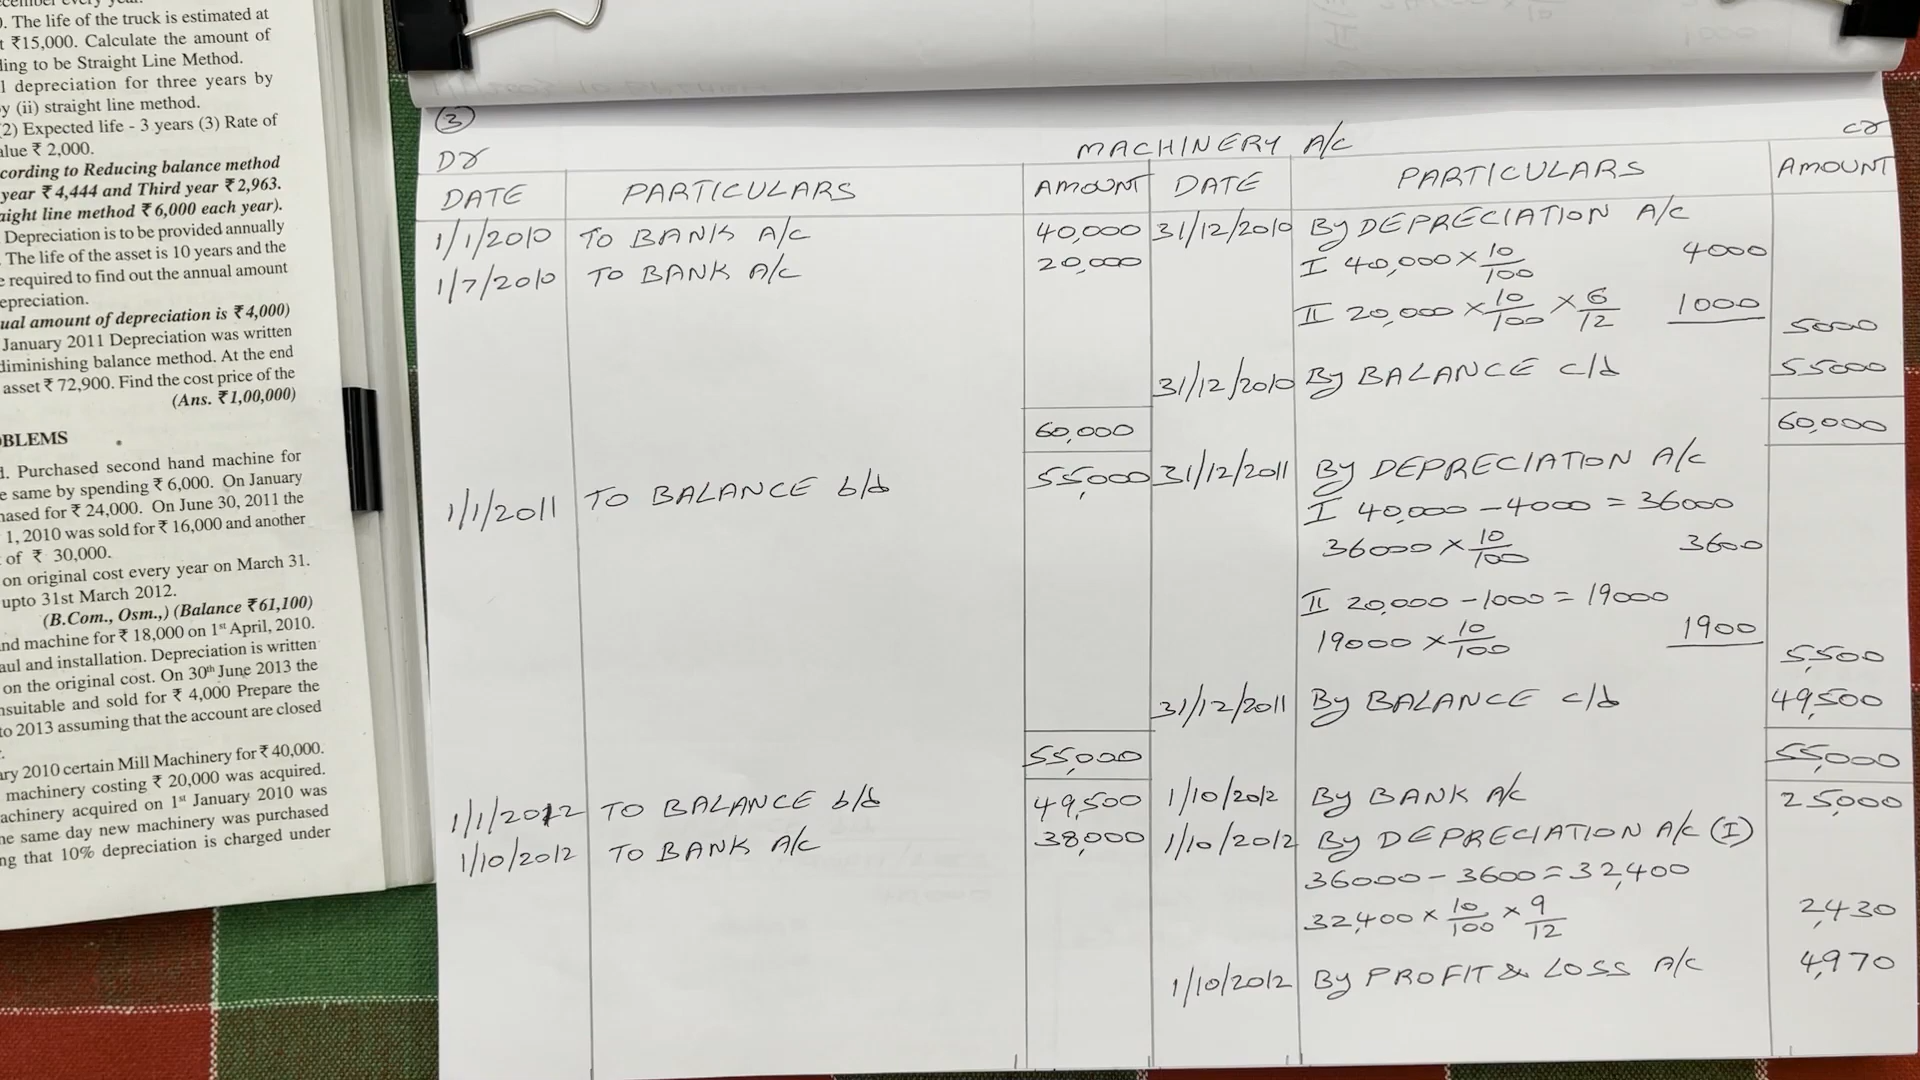 cember every year.
0. The life of the truck is estimated at
t ₹15,000. Calculate the amount of
ding to be Straight Line Method.
l depreciation for three years by
y (ii) straight line method.
(2) Expected life - 3 years (3) Rate of
alue ₹ 2,000.
cording to Reducing balance method
year ₹ 4,444 and Third year ₹ 2,963.
aight line method ₹ 6,000 each year).
Depreciation is to be provided annually
. The life of the asset is 10 years and the
e required to find out the annual amount
epreciation.
ual amount of depreciation is ₹ 4,000)
January 2011 Depreciation was written
diminishing balance method. At the end
asset ₹ 72,900. Find the cost price of the
(Ans. ₹1,00,000)
OBLEMS
d. Purchased second hand machine for
e same by spending ₹ 6,000. On January
hased for ₹ 24,000. On June 30, 2011 the
1, 2010 was sold for ₹ 16,000 and another
of ₹ 30,000.
on original cost every year on March 31.
upto 31st March 2012.
(B.Com., Osm.,) (Balance ₹ 61,100)
nd machine for ₹ 18,000 on 1st April, 2010.
aul and installation. Depreciation is written
on the original cost. On 30th June 2013 the
nsuitable and sold for ₹ 4,000 Prepare the
to 2013 assuming that the account are closed
ary 2010 certain Mill Machinery for ₹ 40,000.
machinery costing ₹ 20,000 was acquired.
achinery acquired on 1st January 2010 was
he same day new machinery was purchased
ng that 10% depreciation is charged under
3
MACHINERY A/c
Dr Cr
DATE PARTICULARS AMOUNT DATE PARTICULARS AMOUNT
1/1/2010 TO BANK A/c 40,000 31/12/2010 By DEPRECIATION A/c
1/7/2010 TO BANK A/c 20,000 I 40,000 × 10/100 4000
II 20,000 × 10/100 × 6/12 1000 5000
31/12/2010 By BALANCE c/d 55000
60,000 60,000
1/1/2011 TO BALANCE b/d 55,000 31/12/2011 By DEPRECIATION A/c
I 40,000 - 4000 = 36000
36000 × 10/100 3600
II 20,000 - 1000 = 19000
19000 × 10/100 1900 5,500
31/12/2011 By BALANCE c/d 49,500
55,000 55,000
1/1/2012 TO BALANCE b/d 49,500 1/10/2012 By BANK A/c 25,000
1/10/2012 TO BANK A/c 38,000 1/10/2012 By DEPRECIATION A/c (I)
36000 - 3600 = 32,400
32,400 × 10/100 × 9/12 2,430
1/10/2012 By PROFIT & LOSS A/c 4,970